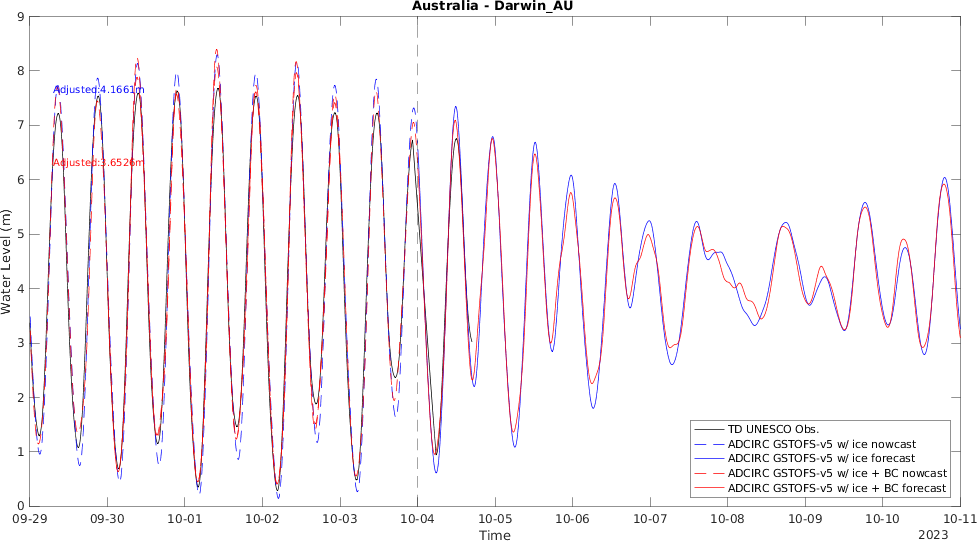 Australia - Darwin_AU
Water Level (m)
9
8
7
6
5
4
3
2
1
0
Adjusted:4.1661m
Adjusted:3.6526m
TD UNESCO Obs.
ADCIRC GSTOFS-v5 w/ ice nowcast
ADCIRC GSTOFS-v5 w/ ice forecast
ADCIRC GSTOFS-v5 w/ ice + BC nowcast
ADCIRC GSTOFS-v5 w/ ice + BC forecast
09-29 09-30 10-01 10-02 10-03 10-04 10-05 10-06 10-07 10-08 10-09 10-10 10-11
Time
2023